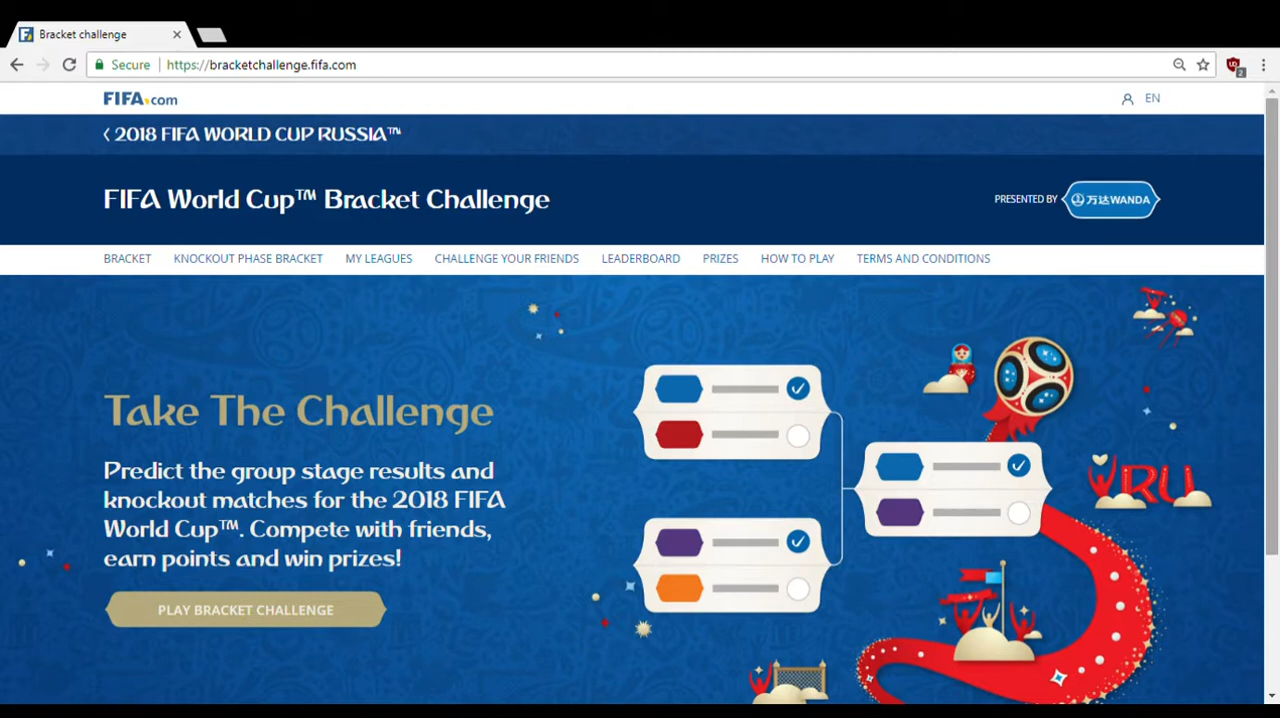 Bracket challenge
Secure https://bracketchallenge.fifa.com
2
FIFA.com
EN
2018 FIFA WORLD CUP RUSSIA™
FIFA World Cup™ Bracket Challenge
PRESENTED BY 万达WANDA
BRACKET KNOCKOUT PHASE BRACKET MY LEAGUES CHALLENGE YOUR FRIENDS LEADERBOARD PRIZES HOW TO PLAY TERMS AND CONDITIONS
Take The Challenge
Predict the group stage results and
knockout matches for the 2018 FIFA
World Cup™. Compete with friends,
earn points and win prizes!
PLAY BRACKET CHALLENGE
RU